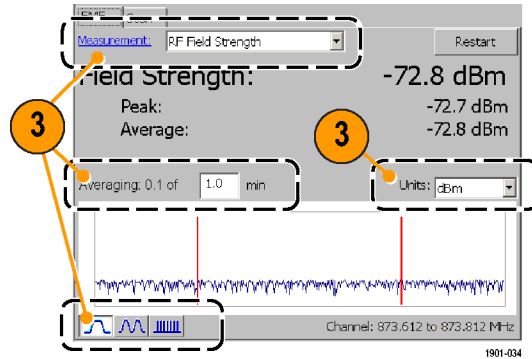 Measurement: RF Field Strength Restart
Field Strength: -72.8 dBm
Peak: -72.7 dBm
Average: -72.8 dBm
3
3
Averaging: 0.1 of 1.0 min Units: dBm
Channel: 873.612 to 873.812 MHz
1901-034